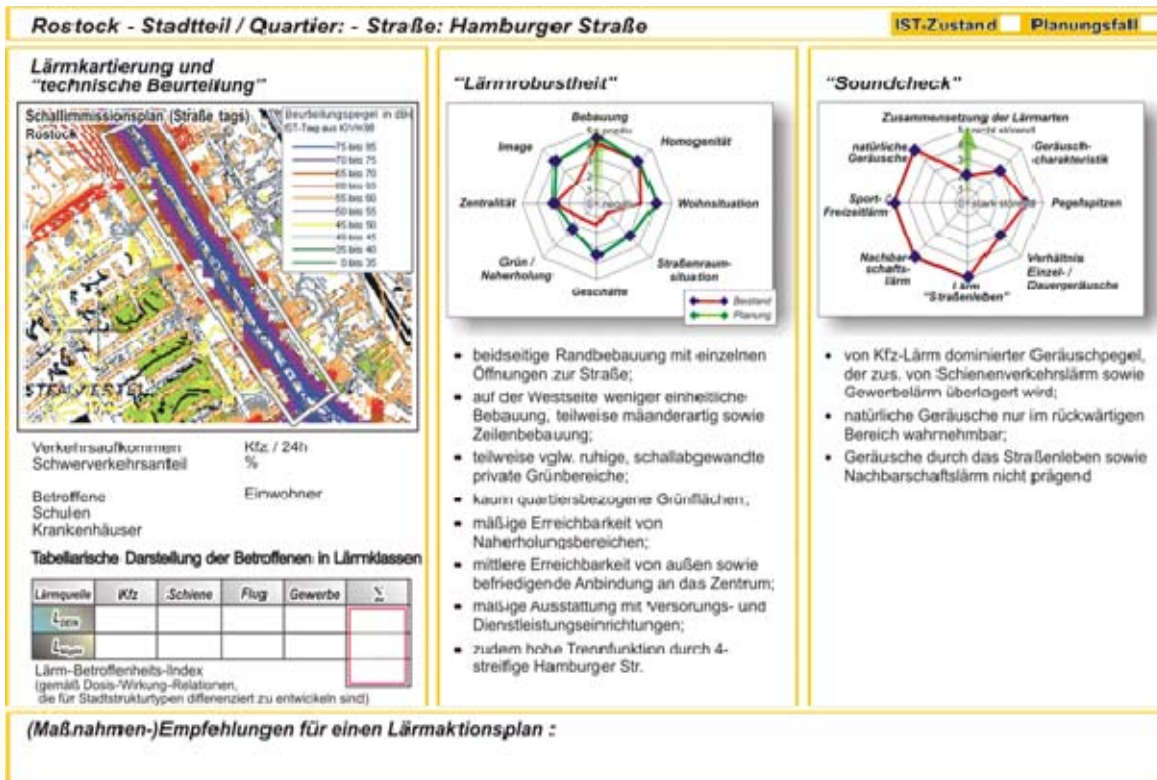 Rostock - Stadtteil / Quartier: - Straße: Hamburger Straße
IST-Zustand
Planungsfall
Lärmkartierung und
"technische Beurteilung"
Schallimmissionsplan (Straße tags)
Rostock
Beurteilungspegel in dBA
75 bis 85
70 bis 75
65 bis 70
60 bis 65
55 bis 60
50 bis 55
45 bis 50
40 bis 45
35 bis 40
0 bis 35
Verkehrsaufkommen Kfz / 24h
Schwerverkehrsanteil %
Betroffene Einwohner
Schulen
Krankenhäuser
Tabellarische Darstellung der Betroffenen in Lärmklassen
Lärmquelle Kfz Schiene Flug Gewerbe Σ
L DEN
L Night
Lärm-Betroffenheits-Index
(gemäß Dosis-Wirkung-Relationen,
die für Stadtstrukturtypen differenziert zu entwickeln sind)
"Lärmrobustheit"
Bebauung
Homogenität
Wohnsituation
Straßenraum-
situation
Geschäfte
Grün /
Naherholung
Zentralität
Image
Bestand
Planung
beidseitige Randbebauung mit einzelnen
Öffnungen zur Straße;
auf der Westseite weniger einheitliche
Bebauung, teilweise mäanderartig sowie
Zeilenbebauung;
teilweise vglw. ruhige, schallabgewandte
private Grünbereiche;
kaum quartiersbezogene Grünflächen;
mäßige Erreichbarkeit von
Naherholungsbereichen;
mittlere Erreichbarkeit von außen sowie
befriedigende Anbindung an das Zentrum;
mäßige Ausstattung mit Versorungs- und
Dienstleistungseinrichtungen;
zudem hohe Trennfunktion durch 4-
streifige Hamburger Str.
"Soundcheck"
Zusammensetzung der Lärmarten
5 = nicht störend
Geräusch-
charakteristik
Pegelspitzen
Verhältnis
Einzel- /
Dauergeräusche
Lärm
"Straßenleben"
Nachbar-
schafts-
lärm
Sport- /
Freizeitlärm
natürliche
Geräusche
von Kfz-Lärm dominierter Geräuschpegel,
der zus. von Schienenverkehrslärm sowie
Gewerbelärm überlagert wird;
natürliche Geräusche nur im rückwärtigen
Bereich wahrnehmbar;
Geräusche durch das Straßenleben sowie
Nachbarschaftslärm nicht prägend
(Maßnahmen-)Empfehlungen für einen Lärmaktionsplan :